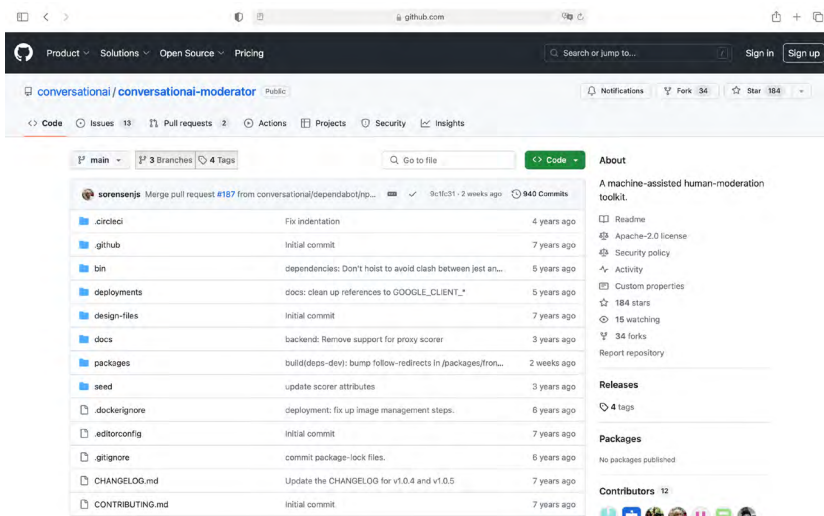 github.com
Product Solutions Open Source Pricing Search or jump to... / Sign in Sign up
conversationai / conversationai-moderator Public Notifications Fork 34 Star 184
<> Code Issues 13 Pull requests 2 Actions Projects Security Insights
main 3 Branches 4 Tags Go to file <> Code
sorensenjs Merge pull request #187 from conversationai/dependabot/np... 9c1fc31 · 2 weeks ago 940 Commits
.circleci Fix indentation 4 years ago
.github Initial commit 7 years ago
bin dependencies: Don't hoist to avoid clash between jest an... 5 years ago
deployments docs: clean up references to GOOGLE_CLIENT_* 5 years ago
design-files Initial commit 7 years ago
docs backend: Remove support for proxy scorer 3 years ago
packages build(deps-dev): bump follow-redirects in /packages/fron... 2 weeks ago
seed update scorer attributes 3 years ago
.dockerignore deployment: fix up image management steps. 6 years ago
.editorconfig Initial commit 7 years ago
.gitignore commit package-lock files. 6 years ago
CHANGELOG.md Update the CHANGELOG for v1.0.4 and v1.0.5 7 years ago
CONTRIBUTING.md Initial commit 7 years ago
About
A machine-assisted human-moderation
toolkit.
Readme
Apache-2.0 license
Security policy
Activity
Custom properties
184 stars
15 watching
34 forks
Report repository
Releases
4 tags
Packages
No packages published
Contributors 12